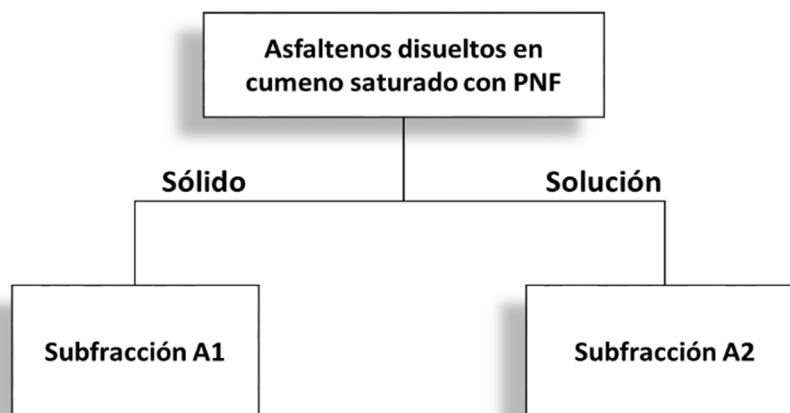 Asfaltenos disueltos en
cumeno saturado con PNF
Sólido
Solución
Subfracción A1
Subfracción A2